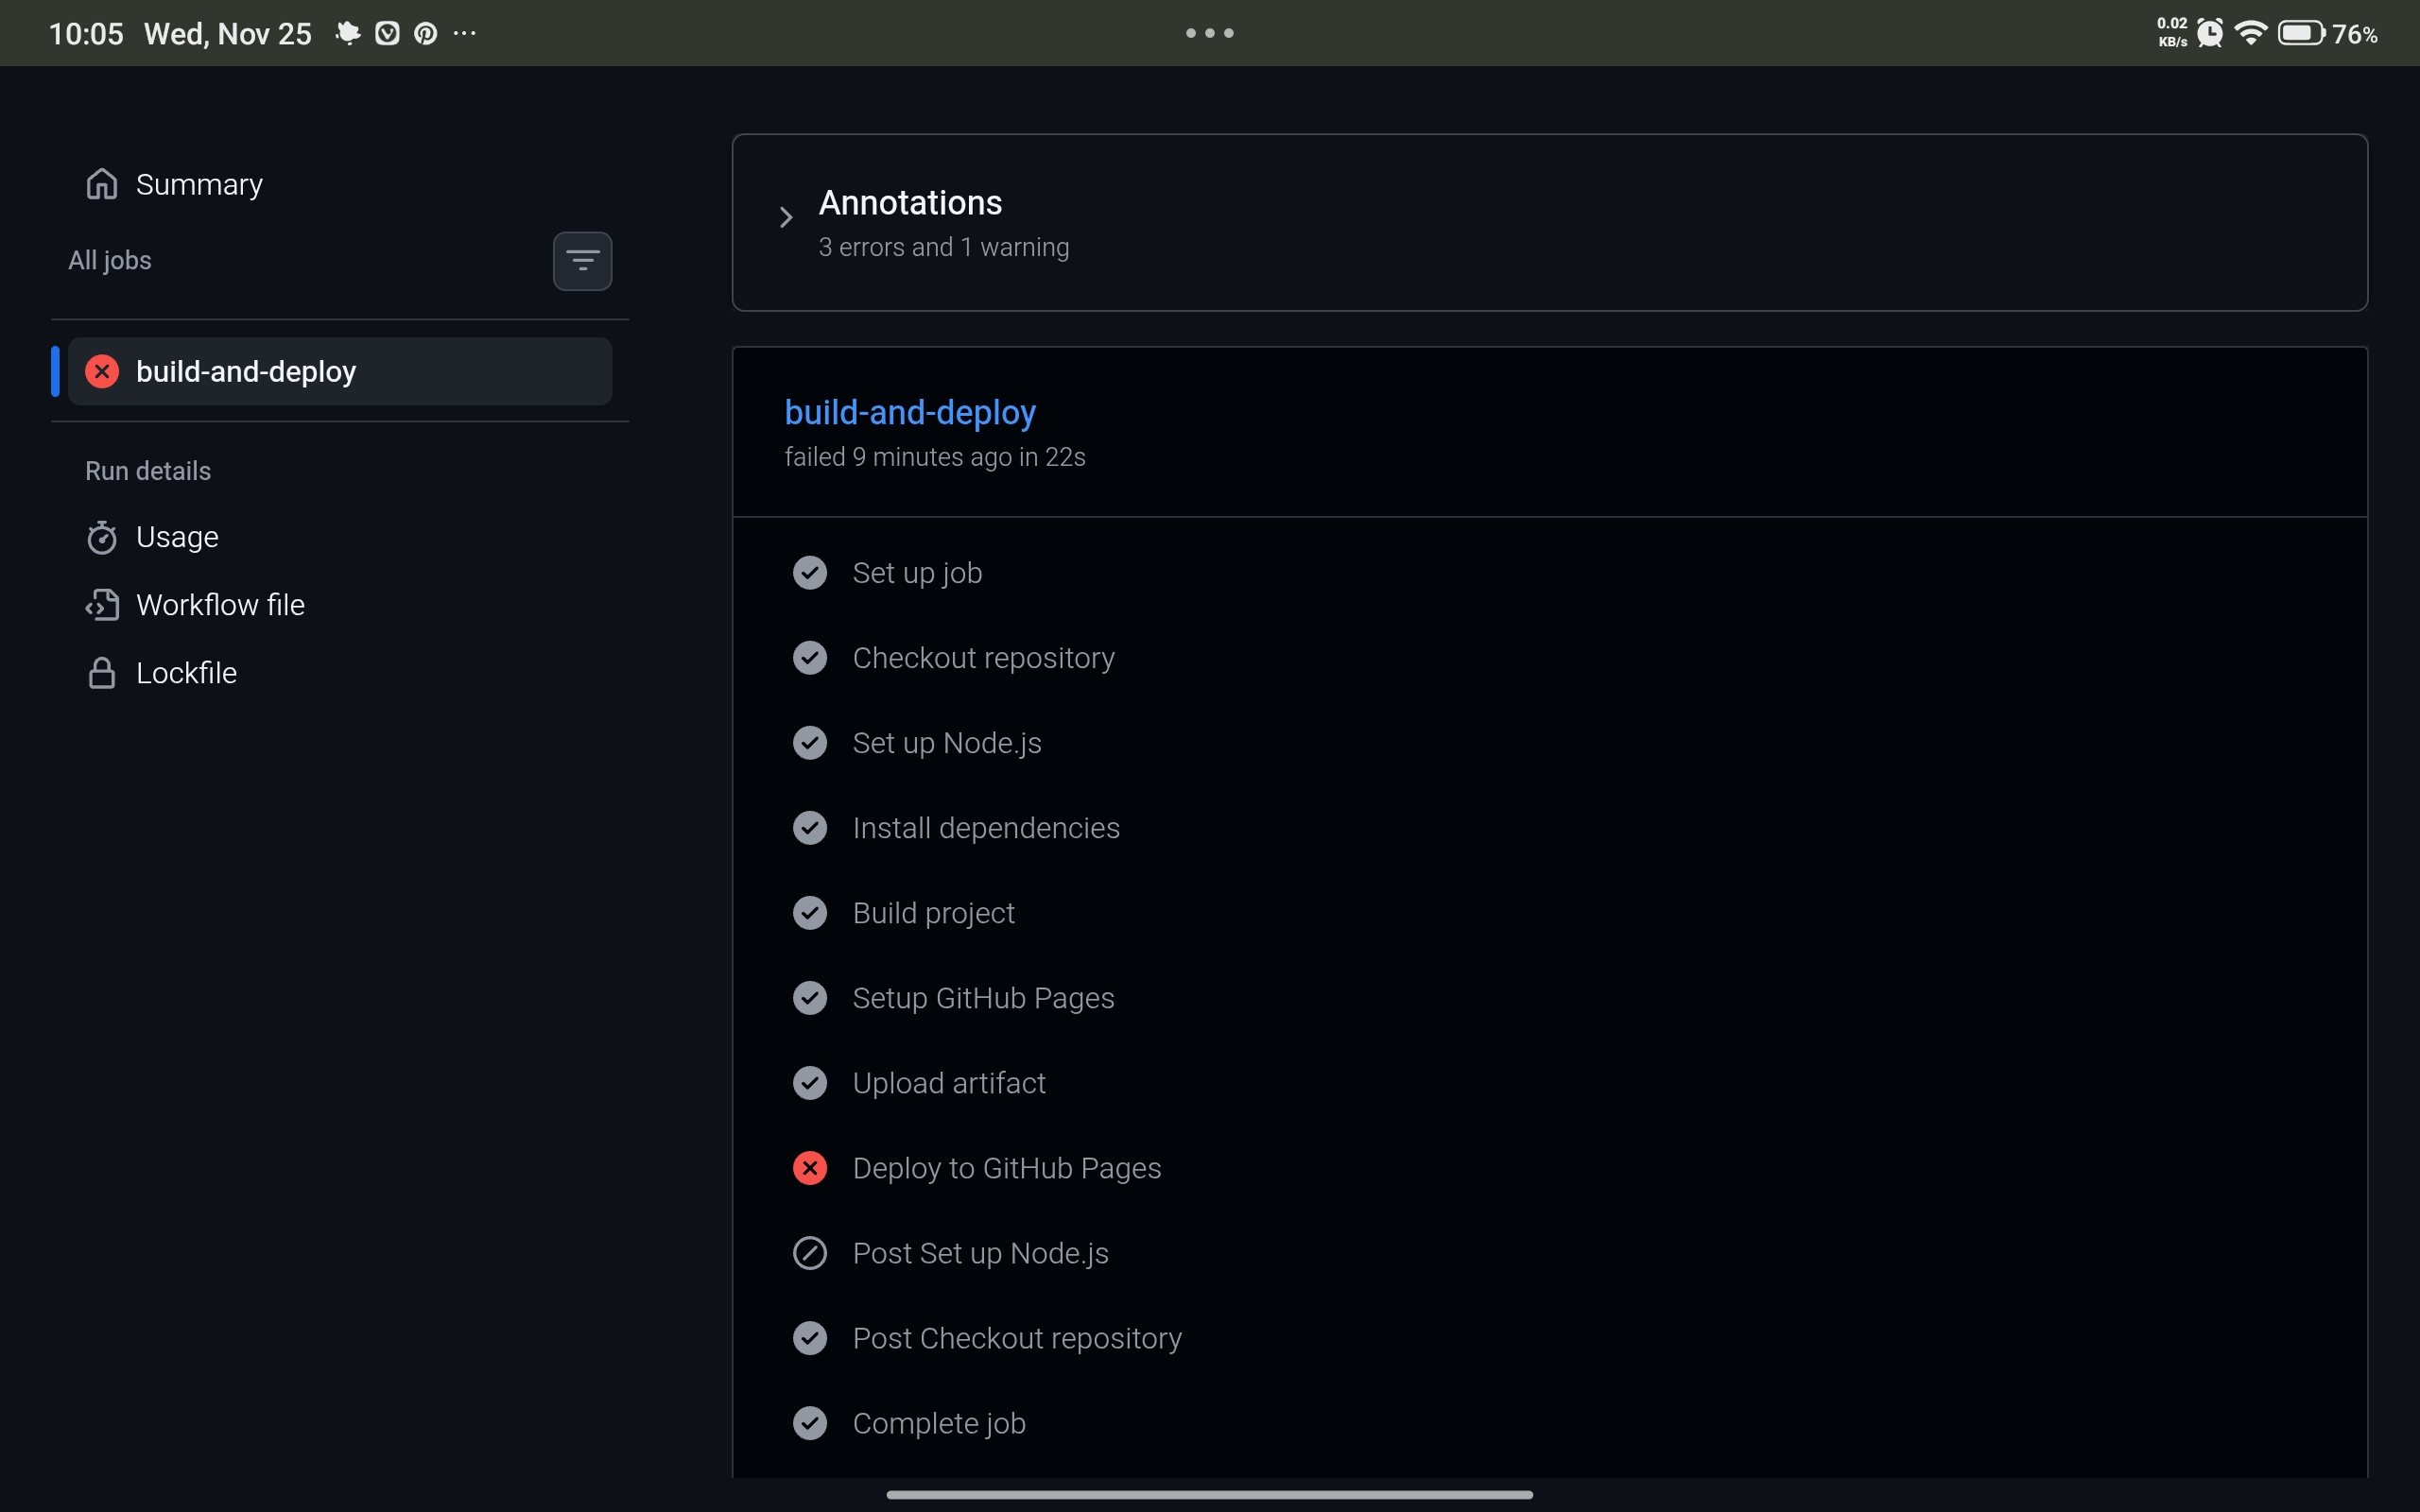 10:05 Wed, Nov 25 ...
0.02 KB/s 76%
Summary
All jobs
build-and-deploy
Run details
Usage
Workflow file
Lockfile
Annotations
3 errors and 1 warning
build-and-deploy
failed 9 minutes ago in 22s
Set up job
Checkout repository
Set up Node.js
Install dependencies
Build project
Setup GitHub Pages
Upload artifact
Deploy to GitHub Pages
Post Set up Node.js
Post Checkout repository
Complete job